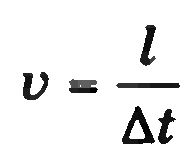 υ = l / Δt